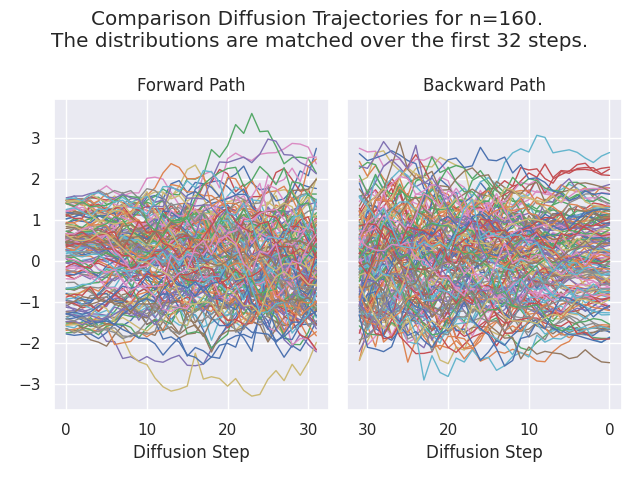 Comparison Diffusion Trajectories for n=160.
The distributions are matched over the first 32 steps.
Forward Path
Backward Path
3
2
1
0
−1
−2
−3
0 10 20 30
30 20 10 0
Diffusion Step
Diffusion Step